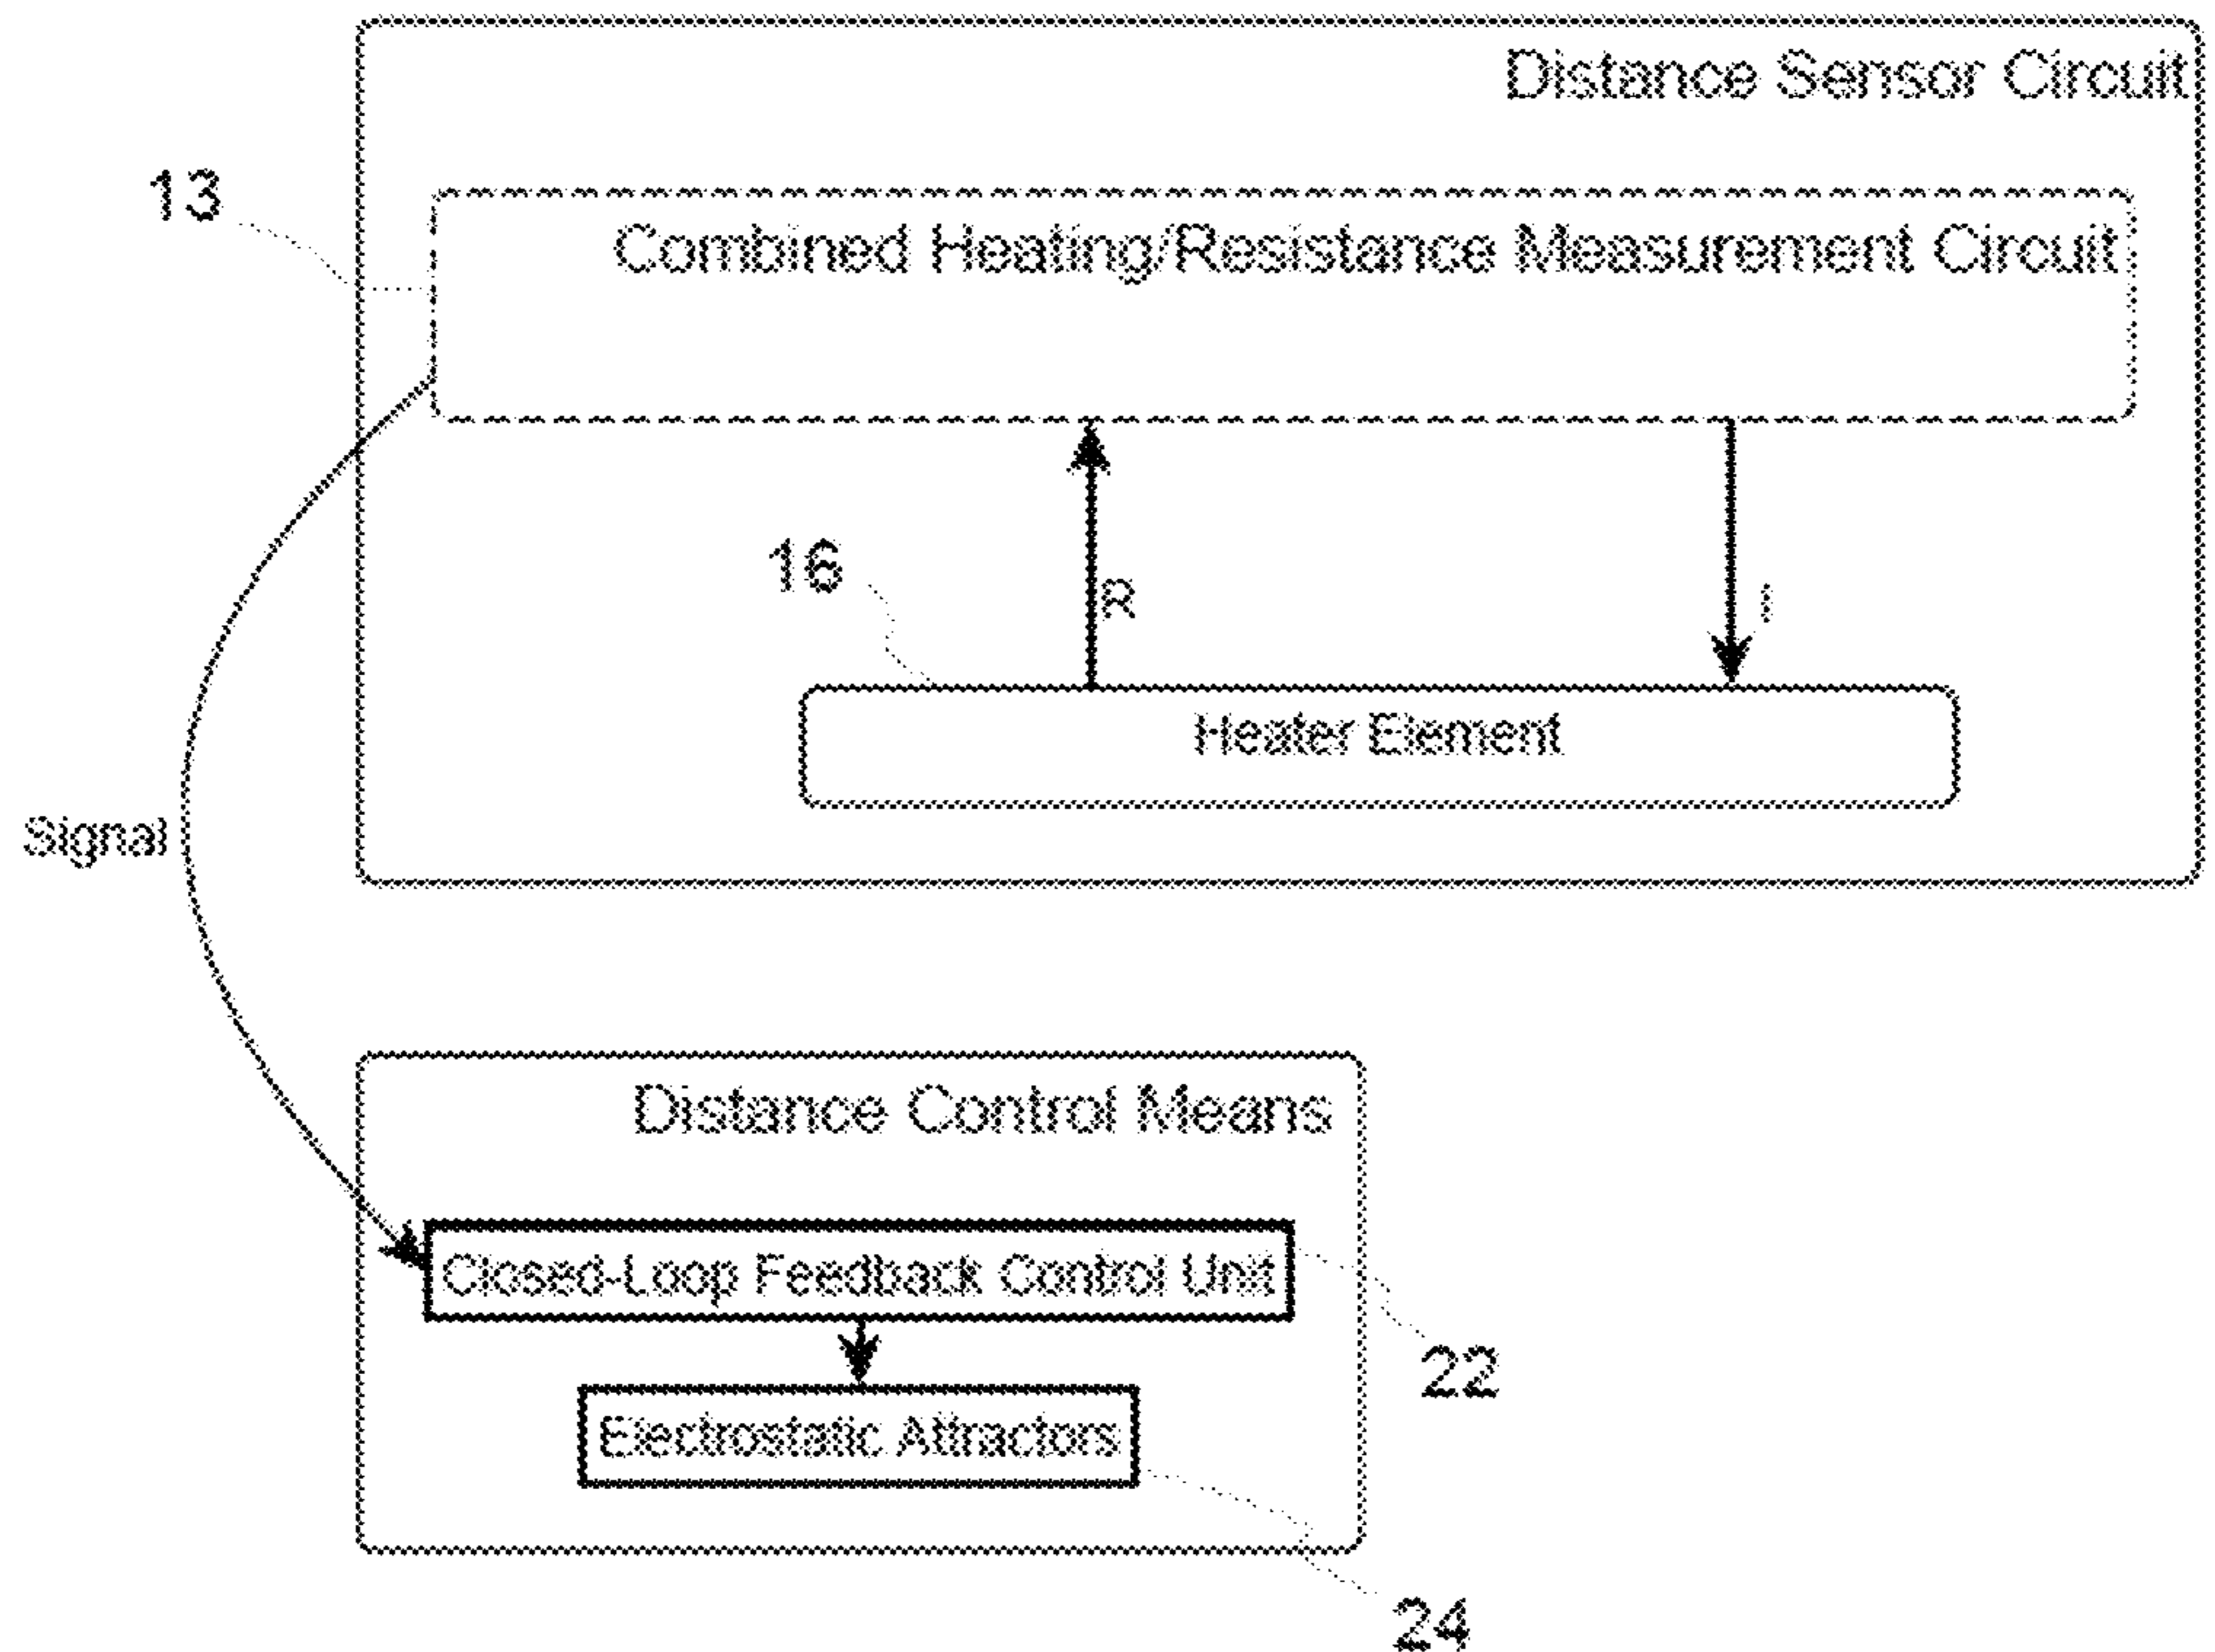 Distance Sensor Circuit
13
Combined Heating/Resistance Measurement Circuit
16
R
I
Heater Element
Signal
Distance Control Means
Closed-Loop Feedback Control Unit
22
Electrostatic Attractors
24